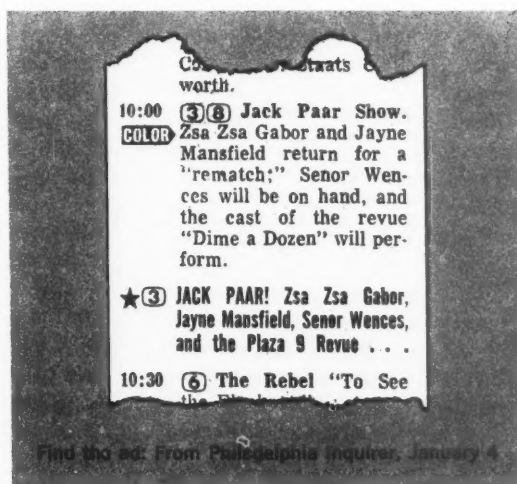 worth.
10:00 ③⑧ Jack Paar Show.
COLOR Zsa Zsa Gabor and Jayne
Mansfield return for a
"rematch;" Senor Wen-
ces will be on hand, and
the cast of the revue
"Dime a Dozen" will per-
form.
★③ JACK PAAR! Zsa Zsa Gabor,
Jayne Mansfield, Senor Wences,
and the Plaza 9 Revue . . .
10:30 ⑥ The Rebel "To See
Find the ad: From Philadelphia Inquirer, January 4